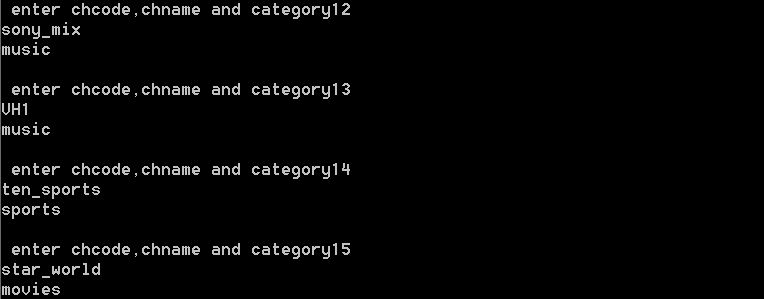 enter chcode,chname and category12
sony_mix
music
enter chcode,chname and category13
VH1
music
enter chcode,chname and category14
ten_sports
sports
enter chcode,chname and category15
star_world
movies